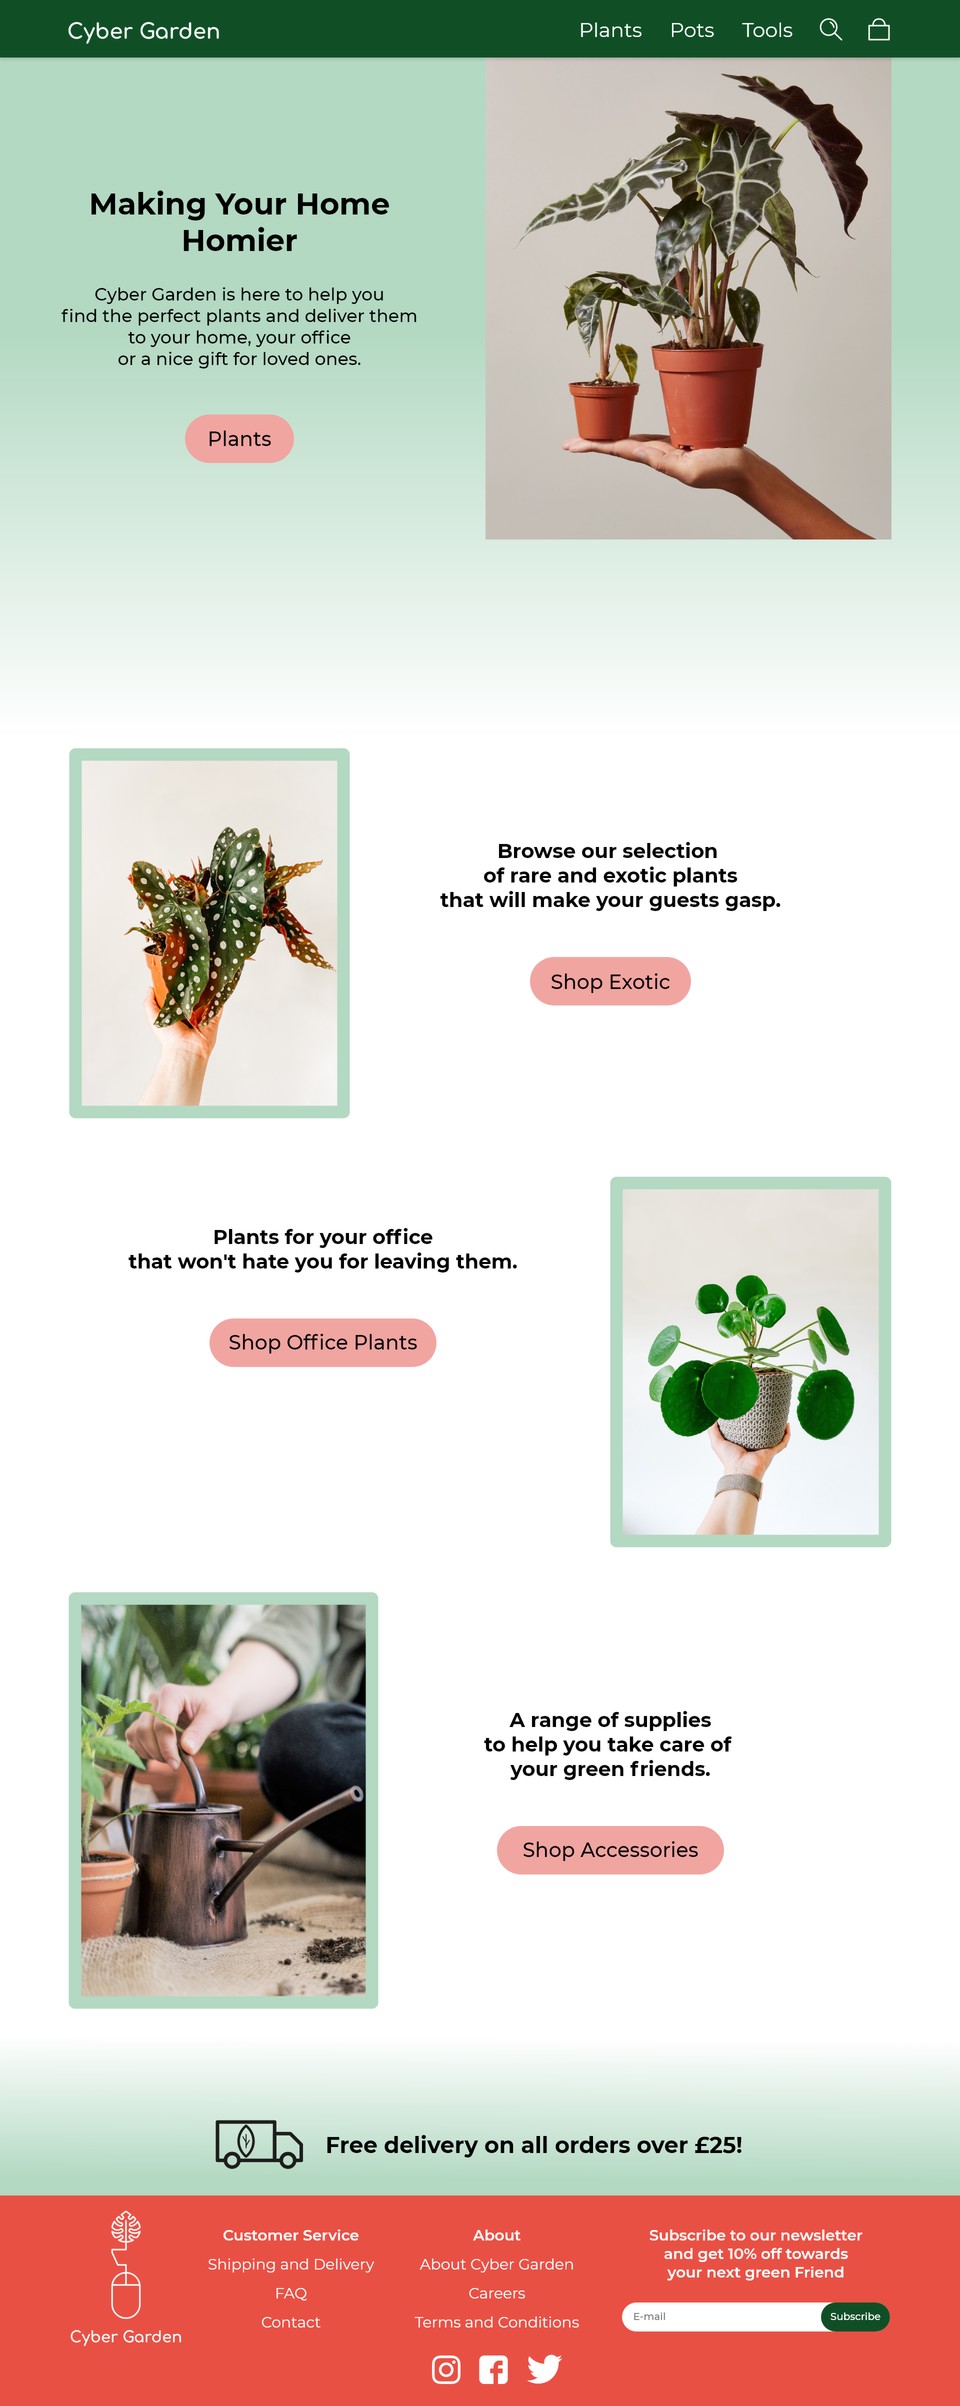 Cyber Garden
Plants
Pots
Tools
Making Your Home
Homier
Cyber Garden is here to help you
find the perfect plants and deliver them
to your home, your office
or a nice gift for loved ones.
Plants
Browse our selection
of rare and exotic plants
that will make your guests gasp.
Shop Exotic
Plants for your office
that won't hate you for leaving them.
Shop Office Plants
A range of supplies
to help you take care of
your green friends.
Shop Accessories
Free delivery on all orders over £25!
Cyber Garden
Customer Service
Shipping and Delivery
FAQ
Contact
About
About Cyber Garden
Careers
Terms and Conditions
Subscribe to our newsletter
and get 10% off towards
your next green Friend
E-mail
Subscribe